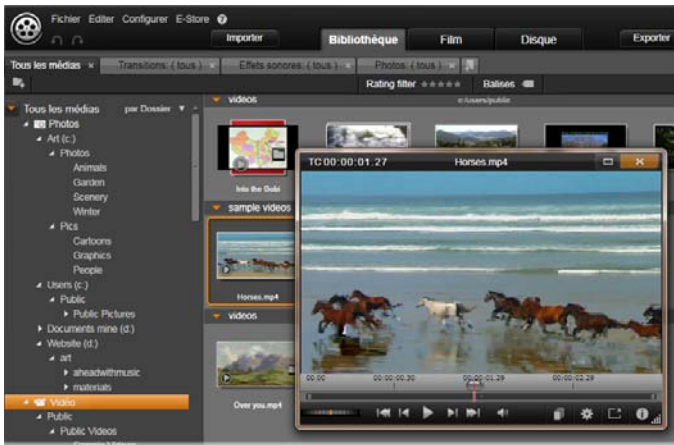 Fichier Editer Configurer E-Store
Importer
Bibliothèque
Film
Disque
Exporter
Tous les médias ×
Transitions: ( tous ) ×
Effets sonores: ( tous ) ×
Photos: ( tous ) ×
Rating filter
Balises
Tous les médias
par Dossier
Photos
Art (c:)
Photos
Animals
Garden
Scenery
Winter
Pics
Cartoons
Graphics
People
Users (c:)
Public
Public Pictures
Documents mine (d:)
Website (d:)
art
aheadwithmusic
materials
Vidéo
Public
Public Videos
videos
c:/users/public
Into the Gobi
sample videos
Horses.mp4
videos
Over you.mp4
TC 00:00:01.27
Horses.mp4
00:00
00:00:00.30
00:00:01.29
00:00:02.29